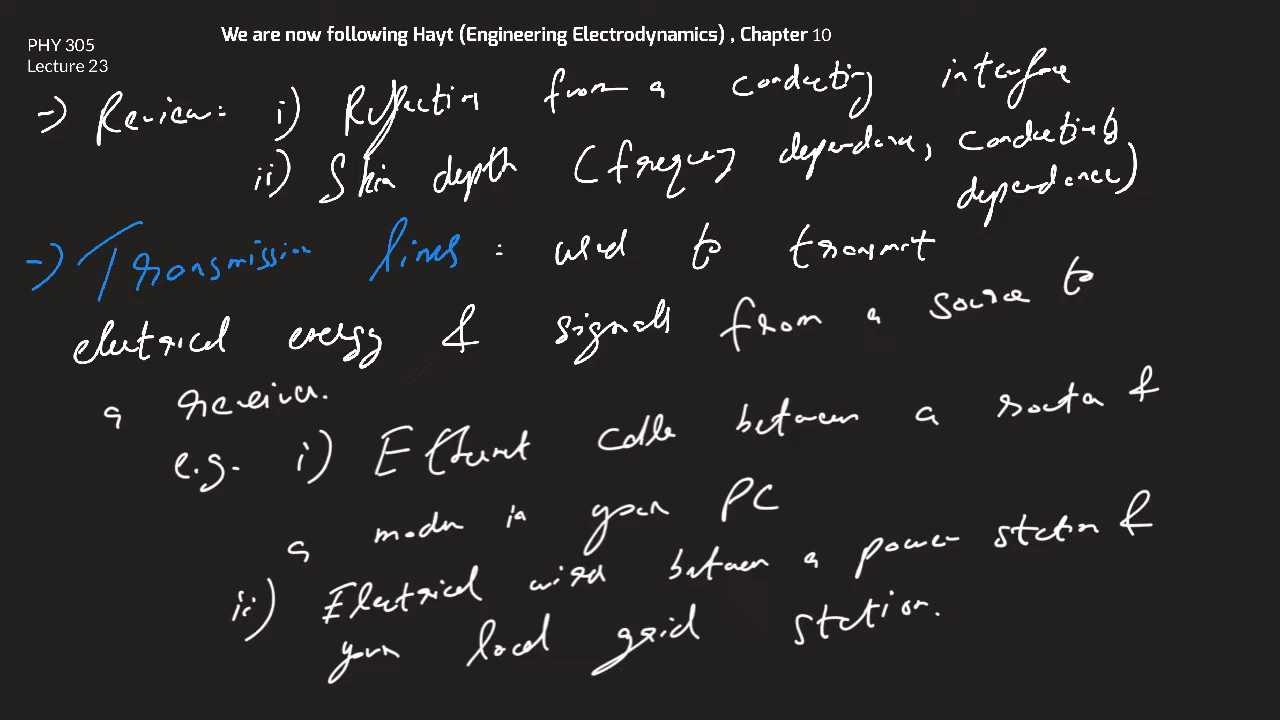 We are now following Hayt (Engineering Electrodynamics) , Chapter 10
PHY 305
Lecture 23
→ Review: i) Reflection from a conducting interface
ii) Skin depth (frequency dependence, conductivity
dependence)
→ Transmission lines : used to transmit
electrical energy & signals from a source to
a receiver.
e.g. i) Ethernet cable between a router &
a modem in your PC
ii) Electrical wires between a power station &
your local grid station.